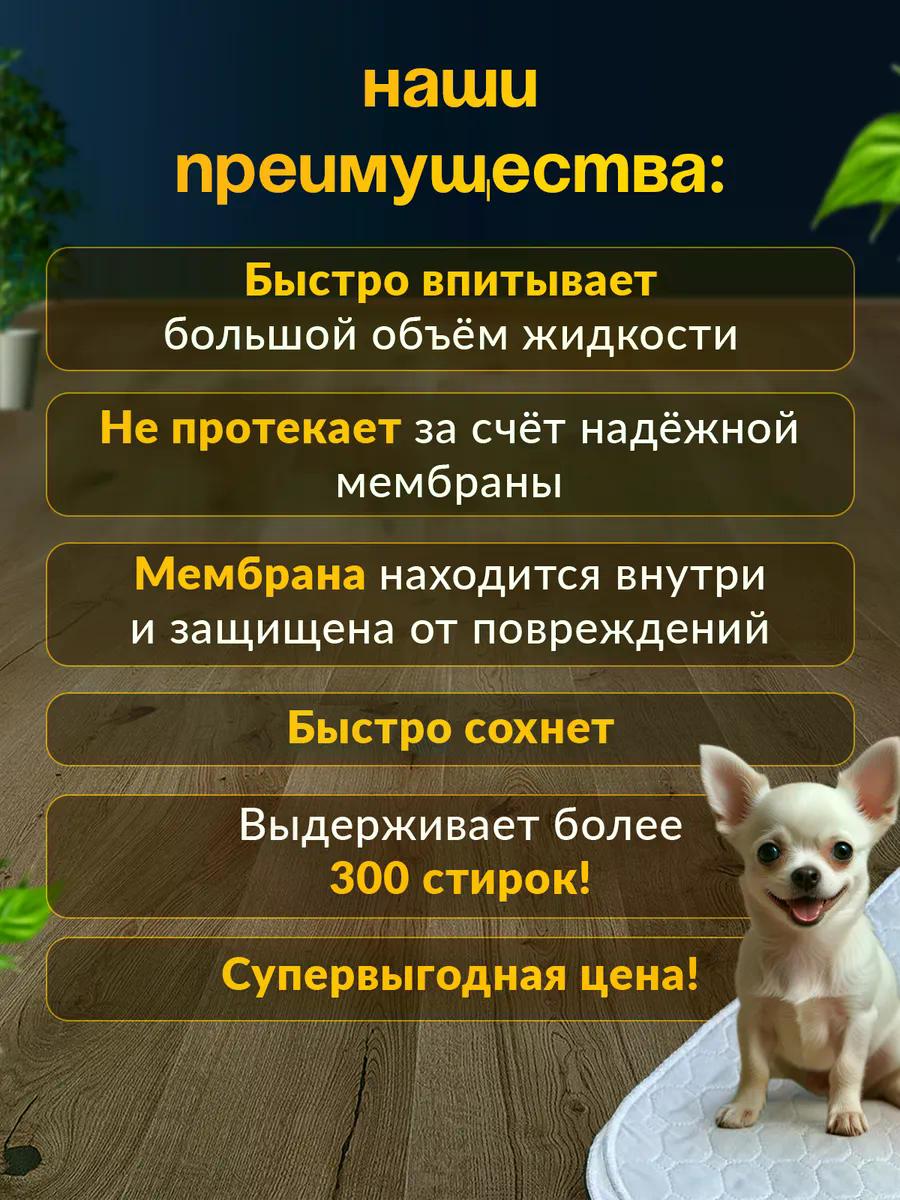 наши
преимущества:
Быстро впитывает
большой объём жидкости
Не протекает за счёт надёжной
мембраны
Мембрана находится внутри
и защищена от повреждений
Быстро сохнет
Выдерживает более
300 стирок!
Супервыгодная цена!